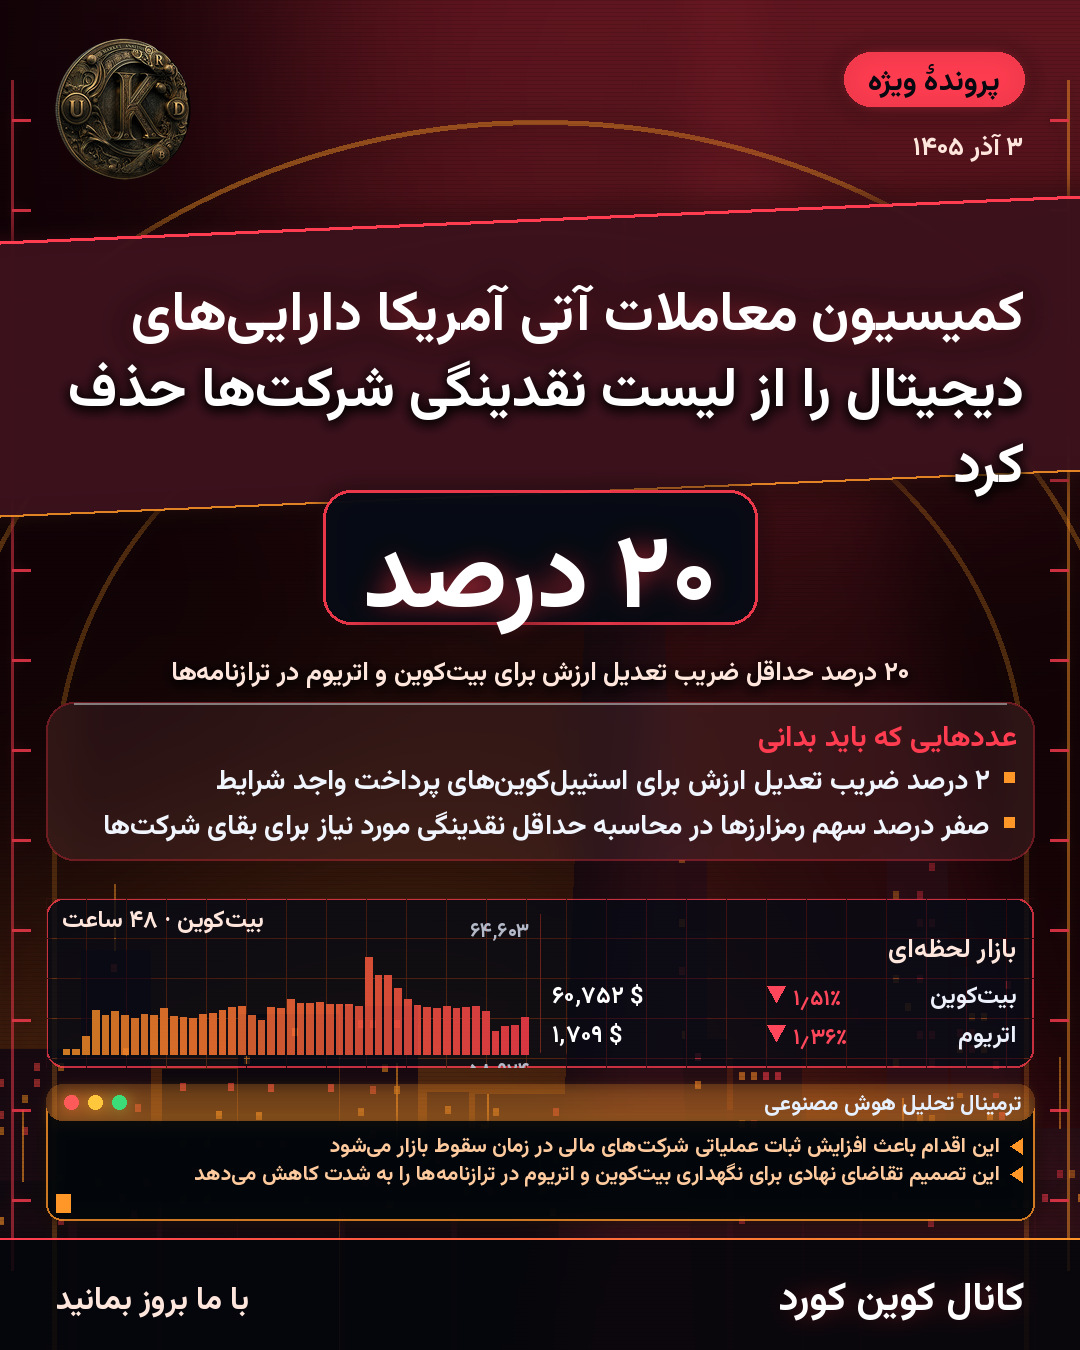 پروندهٔ ویژه
۳ آذر ۱۴۰۵
K
U
R
D
کمیسیون معاملات آتی آمریکا دارایی‌های
دیجیتال را از لیست نقدینگی شرکت‌ها حذف
کرد
۲۰ درصد
۲۰ درصد حداقل ضریب تعدیل ارزش برای بیت‌کوین و اتریوم در ترازنامه‌ها
عددهایی که باید بدانی
۲ درصد ضریب تعدیل ارزش برای استیبل‌کوین‌های پرداخت واجد شرایط
صفر درصد سهم رمزارزها در محاسبه حداقل نقدینگی مورد نیاز برای بقای شرکت‌ها
بازار لحظه‌ای
بیت‌کوین ▼ ۱٫۵۱٪ ۶۰,۷۵۲ $
اتریوم ▼ ۱٫۳۶٪ ۱,۷۰۹ $
بیت‌کوین · ۴۸ ساعت
۶۴,۶۰۳
ترمینال تحلیل هوش مصنوعی
این اقدام باعث افزایش ثبات عملیاتی شرکت‌های مالی در زمان سقوط بازار می‌شود
این تصمیم تقاضای نهادی برای نگهداری بیت‌کوین و اتریوم در ترازنامه‌ها را به شدت کاهش می‌دهد
کانال کوین کورد
با ما بروز بمانید